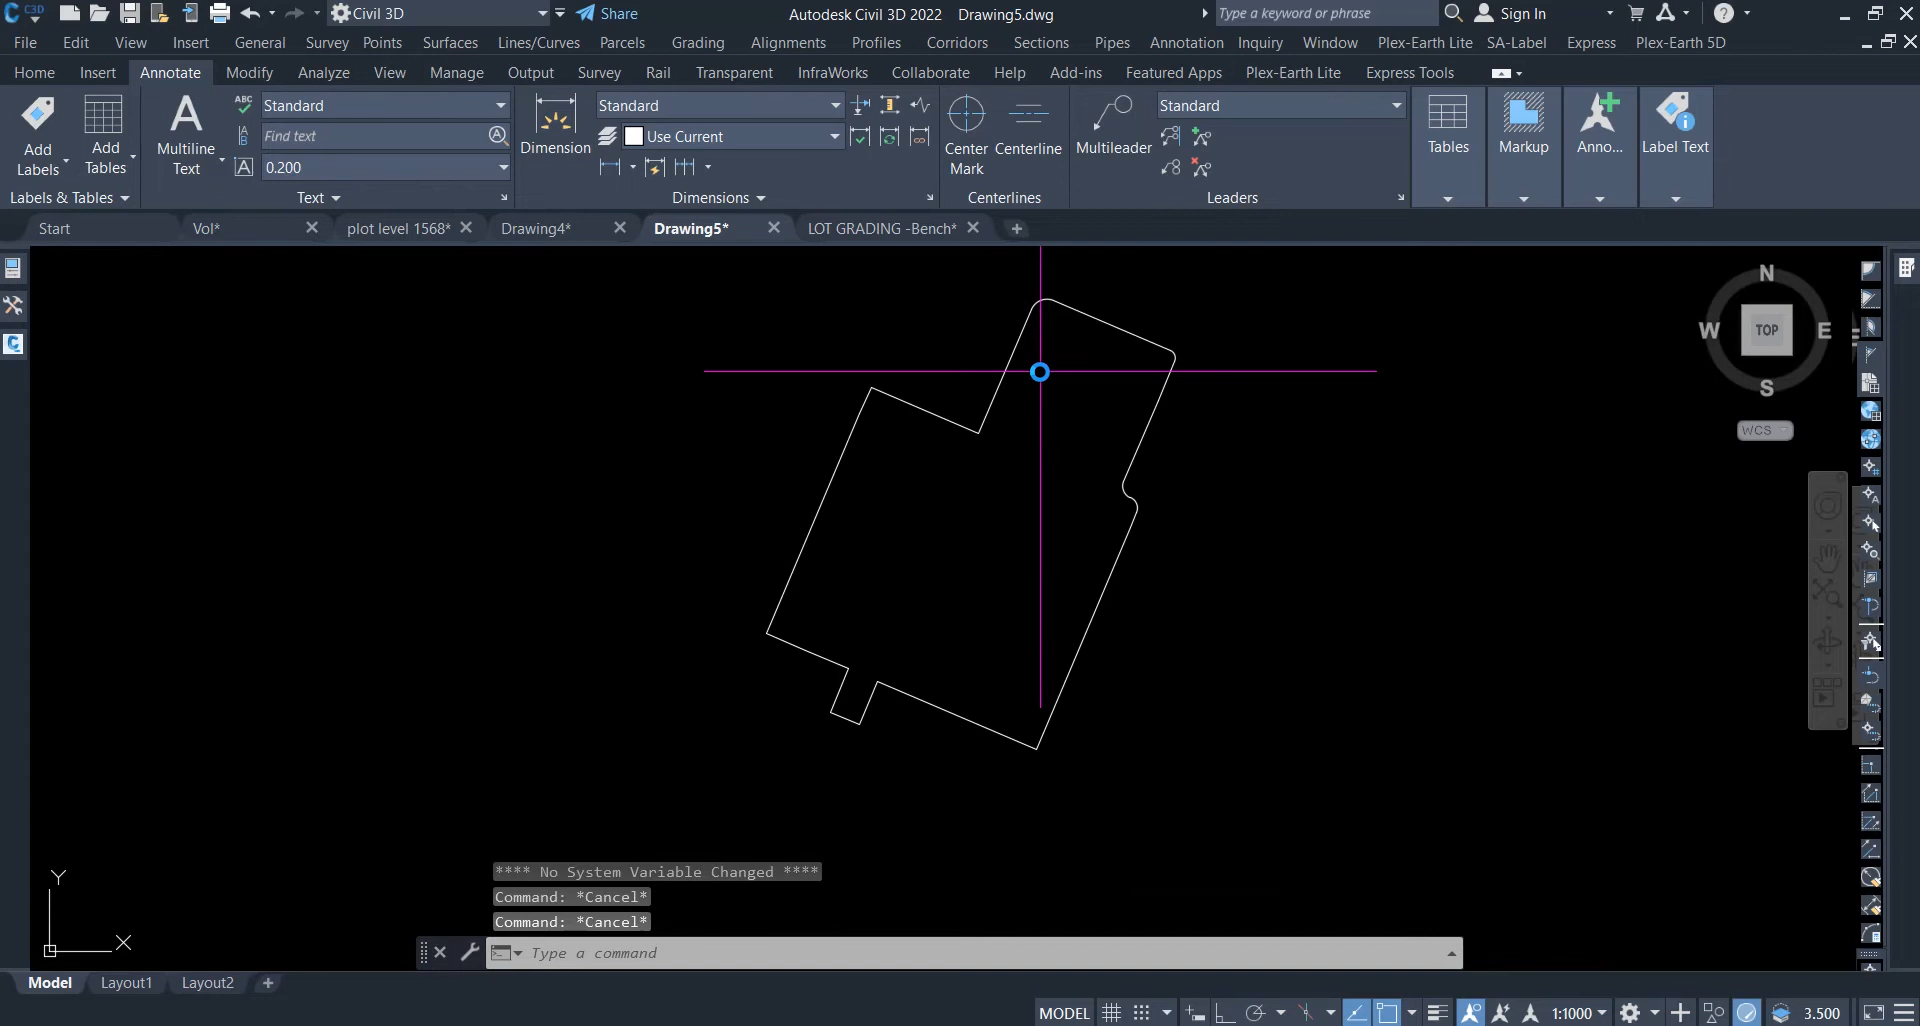 C3D Civil 3D Share Autodesk Civil 3D 2022 Drawing5.dwg Type a keyword or phrase Sign In
File Edit View Insert General Survey Points Surfaces Lines/Curves Parcels Grading Alignments Profiles Corridors Sections Pipes Annotation Inquiry Window Plex-Earth Lite SA-Label Express Plex-Earth 5D
Home Insert Annotate Modify Analyze View Manage Output Survey Rail Transparent InfraWorks Collaborate Help Add-ins Featured Apps Plex-Earth Lite Express Tools
ABC Standard Standard Standard
Add Labels Add Tables Multiline Text Find text Dimension Use Current Center Mark Centerline Multileader Tables Markup Anno... Label Text
0.200
Labels & Tables Text Dimensions Centerlines Leaders
Start Vol* plot level 1568* Drawing4* Drawing5* LOT GRADING -Bench*
N
W TOP E
S
WCS
**** No System Variable Changed ****
Command: *Cancel*
Command: *Cancel*
Type a command
Y
X
Model Layout1 Layout2
MODEL 1:1000 3.500